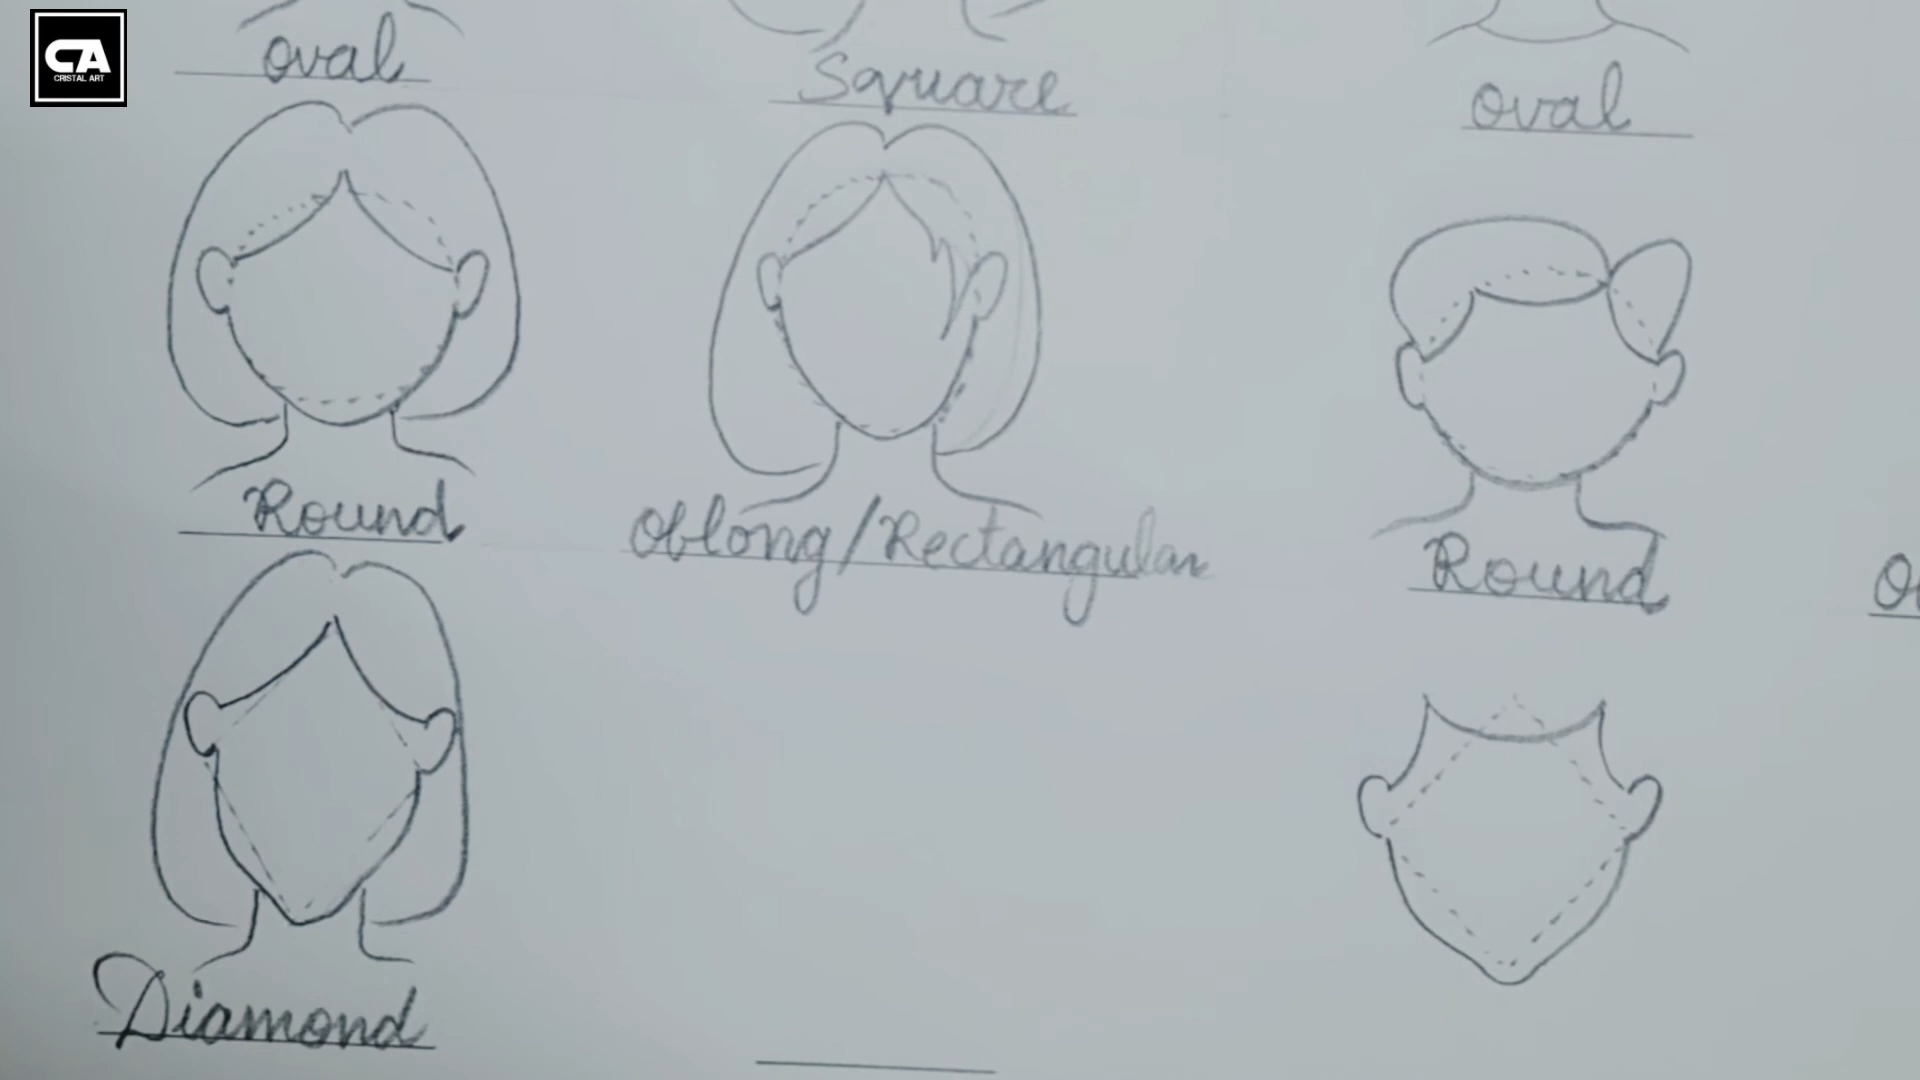 CA
CRISTAL ART
oval
Square
oval
Round
Oblong/Rectangular
Round
Diamond